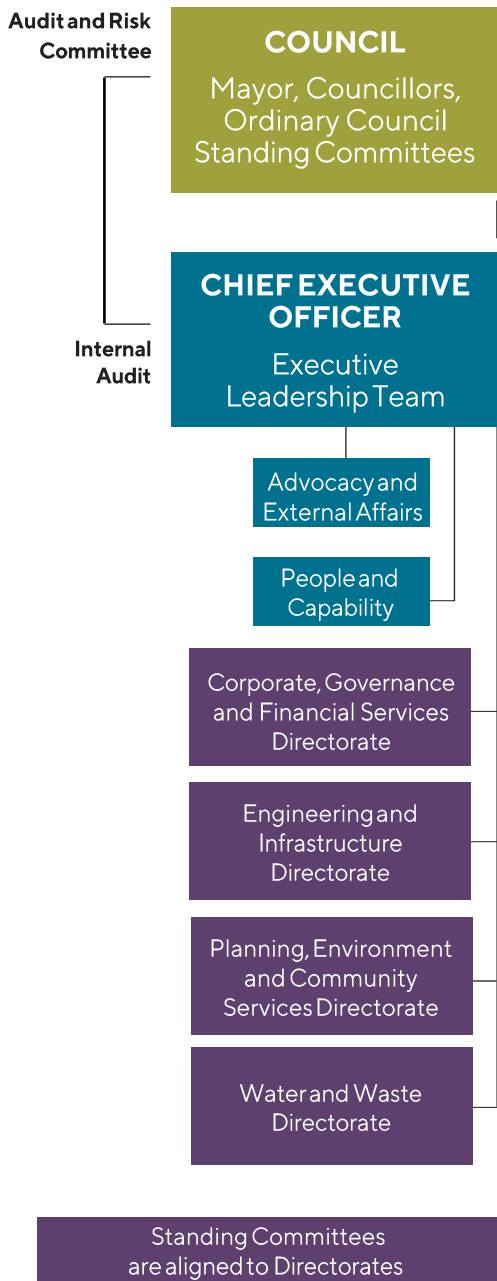 Audit and Risk
Committee
COUNCIL
Mayor, Councillors,
Ordinary Council
Standing Committees
CHIEF EXECUTIVE
OFFICER
Executive
Leadership Team
Internal
Audit
Advocacy and
External Affairs
People and
Capability
Corporate, Governance
and Financial Services
Directorate
Engineering and
Infrastructure
Directorate
Planning, Environment
and Community
Services Directorate
Water and Waste
Directorate
Standing Committees
are aligned to Directorates